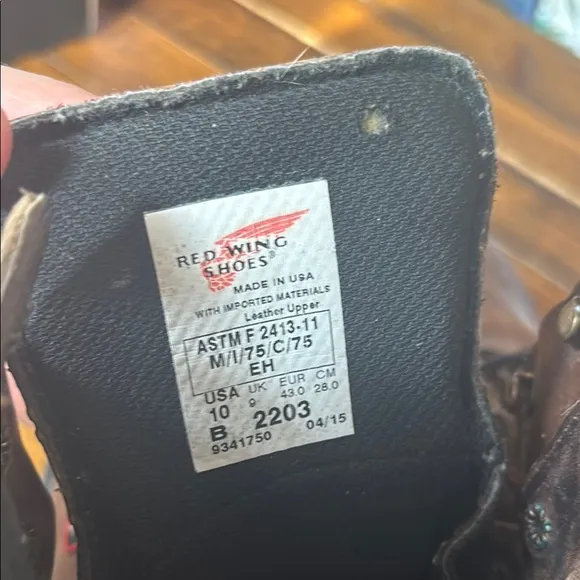 RED WING
SHOES®
MADE IN USA
WITH IMPORTED MATERIALS
Leather Upper
ASTM F 2413-11
M/I/75/C/75
EH
USA UK EUR CM
10 9 43.0 28.0
B 2203
9341750 04/15